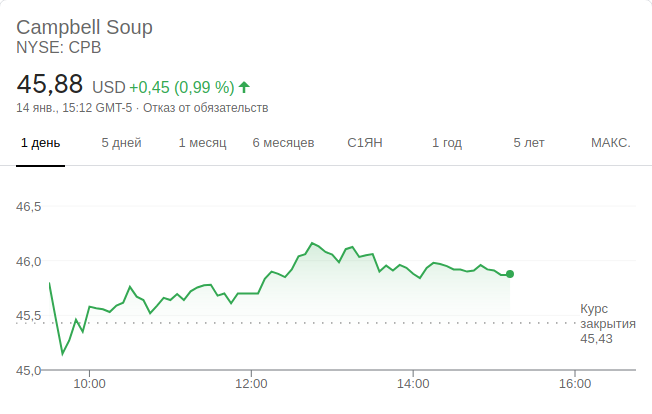 Campbell Soup
NYSE: CPB
45,88 USD +0,45 (0,99 %)
14 янв., 15:12 GMT-5 · Отказ от обязательств
1 день 5 дней 1 месяц 6 месяцев С1ЯН 1 год 5 лет МАКС.
46,5
46,0
45,5
45,0
Курс
закрытия
45,43
10:00 12:00 14:00 16:00